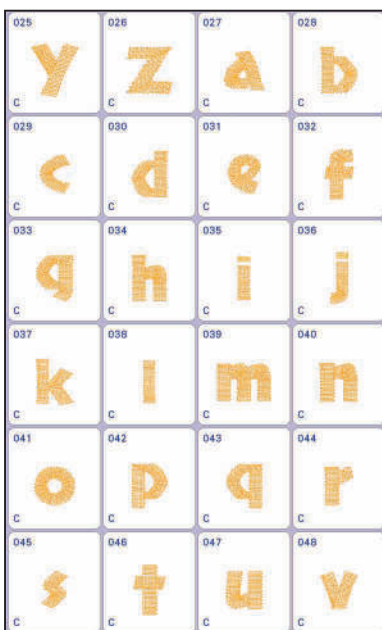 025 026 027 028
Y Z a b
C C C C
029 030 031 032
c d e f
C C C C
033 034 035 036
g h i j
C C C C
037 038 039 040
k l m n
C C C C
041 042 043 044
o p q r
C C C C
045 046 047 048
s t u v
C C C C